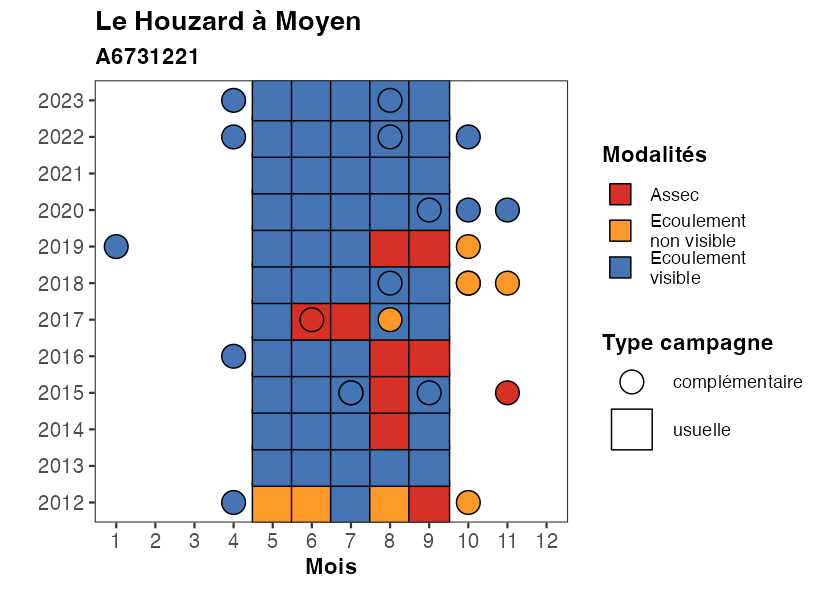 Le Houzard à Moyen
A6731221
2023
2022
2021
2020
2019
2018
2017
2016
2015
2014
2013
2012
1 2 3 4 5 6 7 8 9 10 11 12
Mois
Modalités
Assec
Ecoulement
non visible
Ecoulement
visible
Type campagne
complémentaire
usuelle